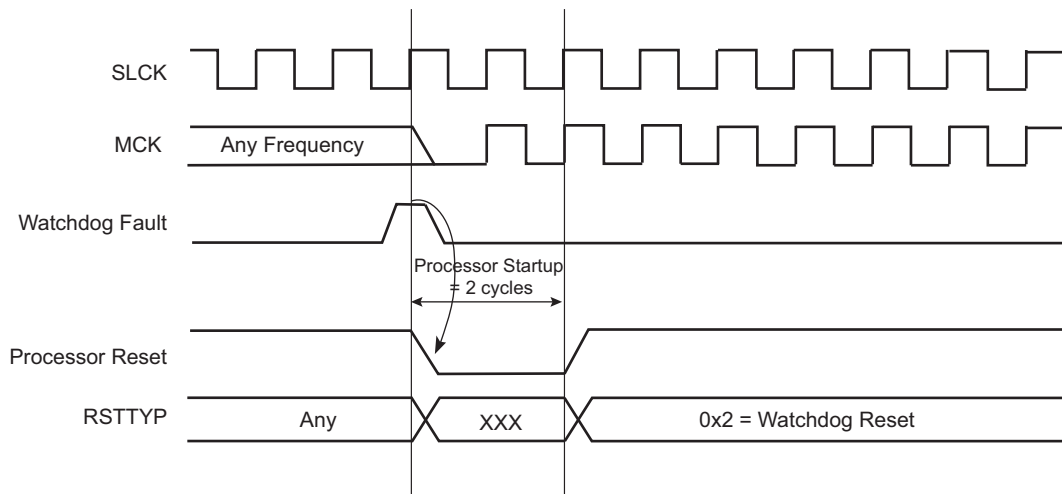 SLCK
MCK
Any Frequency
Watchdog Fault
Processor Startup
= 2 cycles
Processor Reset
RSTTYP
Any
XXX
0x2 = Watchdog Reset